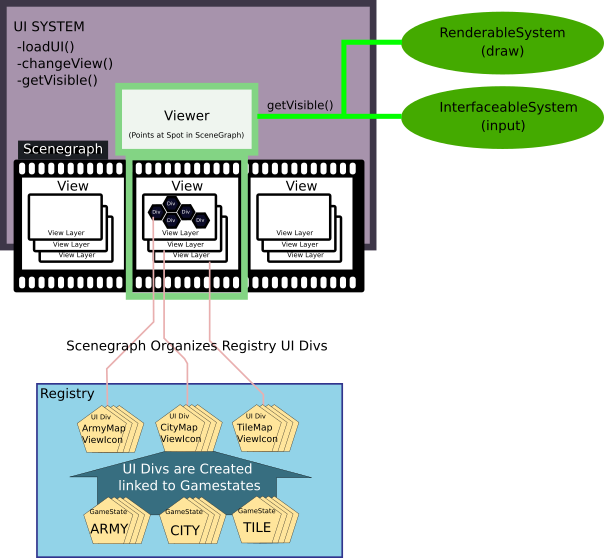 UI SYSTEM
-loadUI()
-changeView()
-getVisible()
RenderableSystem
(draw)
getVisible()
InterfaceableSystem
(input)
Viewer
(Points at Spot in SceneGraph)
Scenegraph
View
View Layer
View Layer
View Layer
View
Div
Div
Div
Div
Div
View Layer
View Layer
View Layer
View
View Layer
View Layer
View Layer
Scenegraph Organizes Registry UI Divs
Registry
UI Div
ArmyMap
ViewIcon
UI Div
CityMap
ViewIcon
UI Div
TileMap
ViewIcon
UI Divs are Created
linked to Gamestates
GameState
ARMY
GameState
CITY
GameState
TILE